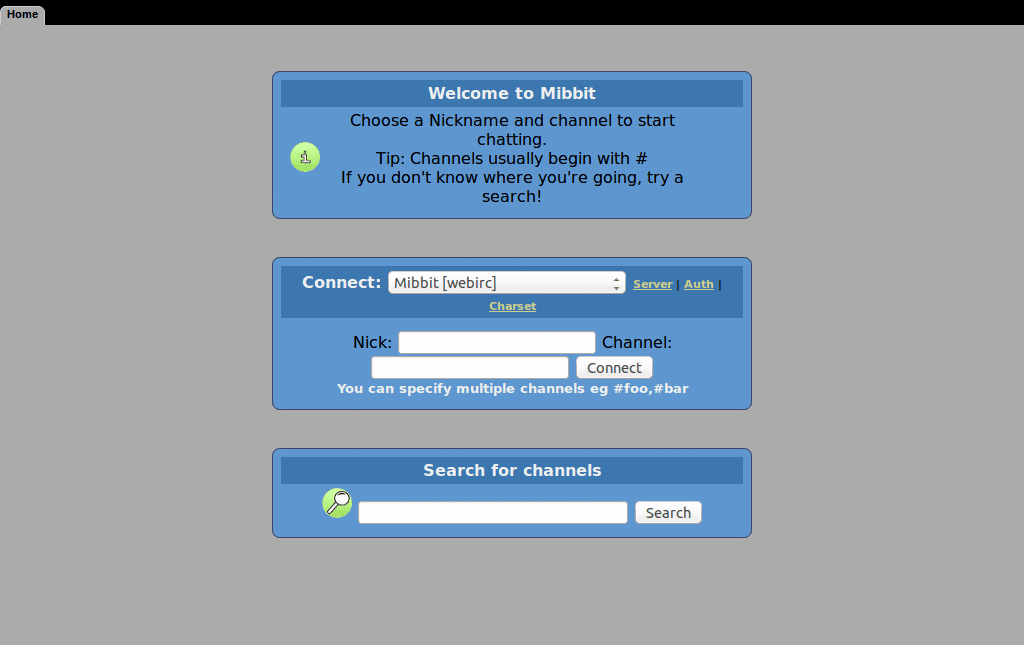 Home
Welcome to Mibbit
Choose a Nickname and channel to start
chatting.
Tip: Channels usually begin with #
If you don't know where you're going, try a
search!
Connect: Mibbit [webirc] Server | Auth |
Charset
Nick: Channel:
Connect
You can specify multiple channels eg #foo,#bar
Search for channels
Search